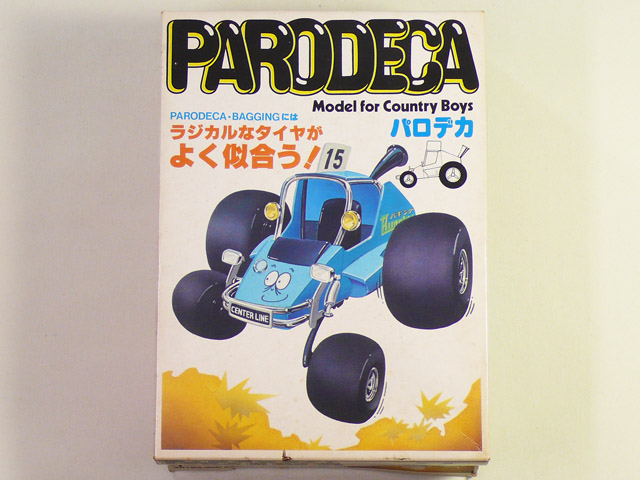 PARODECA
Model for Country Boys
PARODECA・BAGGINGには
ラジカルなタイヤが
よく似合う!
パロデカ
15
CENTER LINE